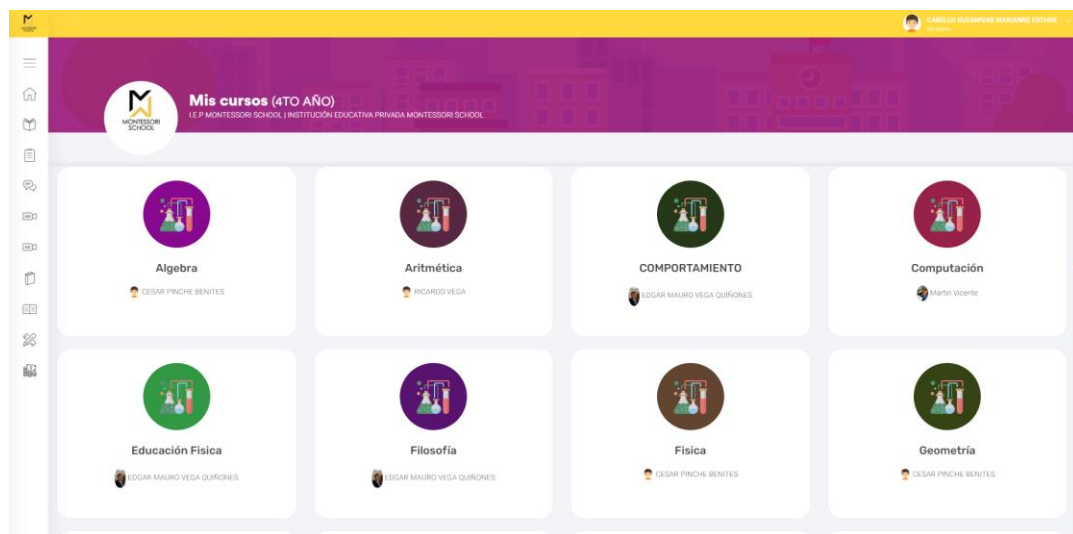 CABELLO SUSANIVAR MARIANNE ESTHER
Mis cursos (4TO AÑO)
I.E.P MONTESSORI SCHOOL | INSTITUCIÓN EDUCATIVA PRIVADA MONTESSORI SCHOOL
MONTESSORI
SCHOOL
Algebra
CESAR PINCHE BENITES
Aritmética
RICARDO VEGA
COMPORTAMIENTO
EDGAR MAURO VEGA QUIÑONES
Computación
Martin Vicente
Educación Fisica
EDGAR MAURO VEGA QUIÑONES
Filosofía
EDGAR MAURO VEGA QUIÑONES
Fisica
CESAR PINCHE BENITES
Geometría
CESAR PINCHE BENITES